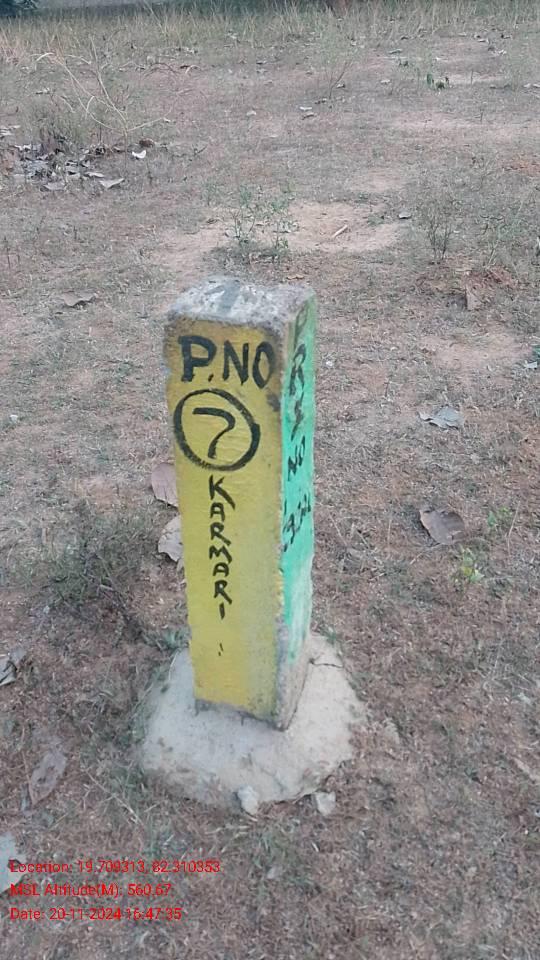 P.NO
7
KARMARI
PRS NO
Location: 19.709313, 82.310353
MSL Altitude(M): 560.67
Date: 20-11-2024 16:47:35